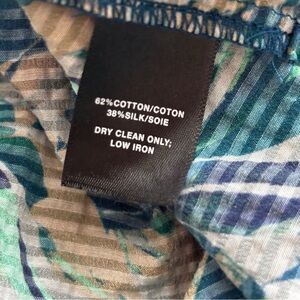 62%COTTON/COTON
38%SILK/SOIE
DRY CLEAN ONLY;
LOW IRON